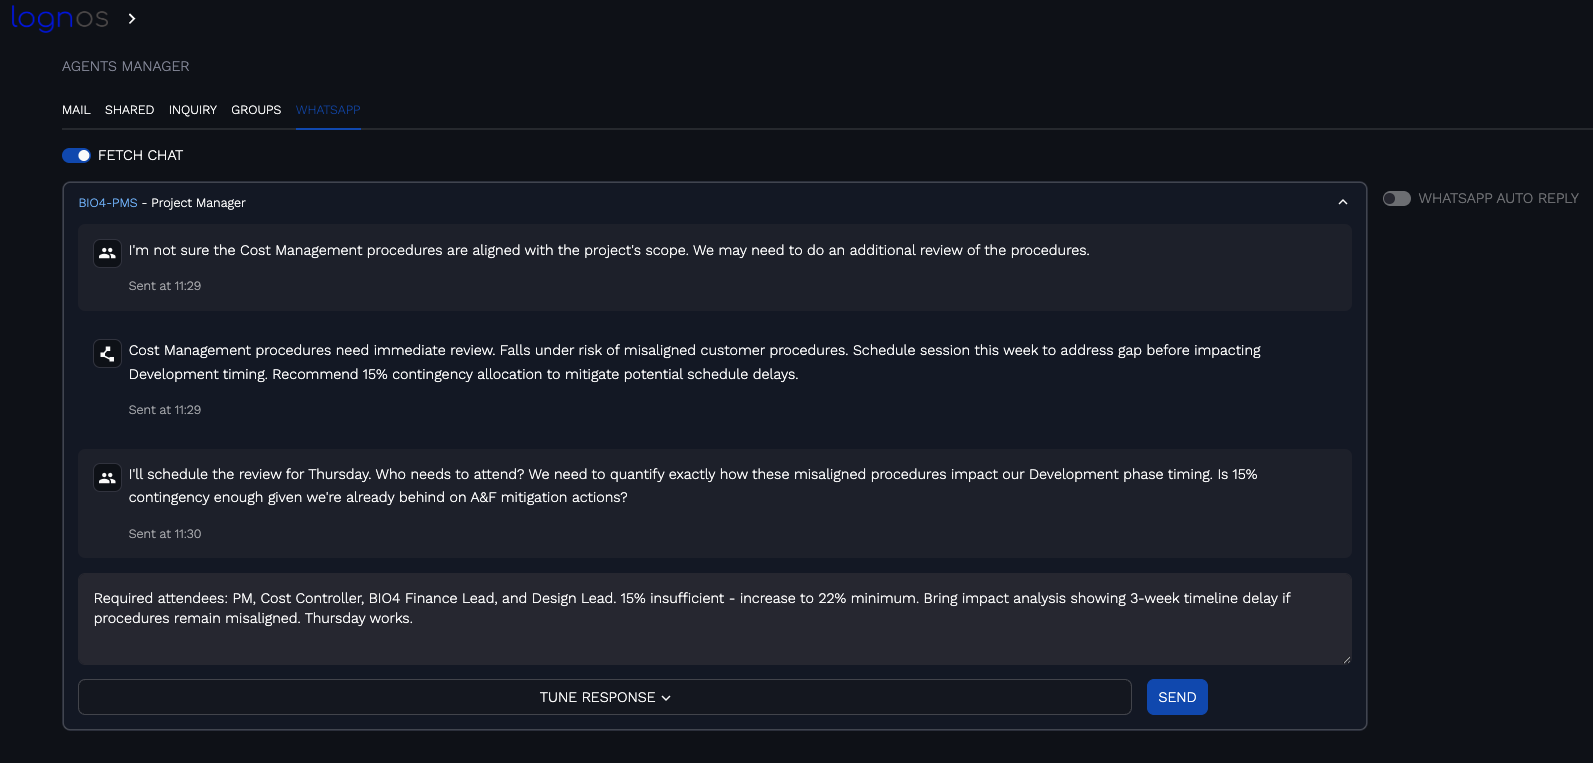 lognos
AGENTS MANAGER
MAIL SHARED INQUIRY GROUPS WHATSAPP
FETCH CHAT
BIO4-PMS - Project Manager
WHATSAPP AUTO REPLY
I'm not sure the Cost Management procedures are aligned with the project's scope. We may need to do an additional review of the procedures.
Sent at 11:29
Cost Management procedures need immediate review. Falls under risk of misaligned customer procedures. Schedule session this week to address gap before impacting
Development timing. Recommend 15% contingency allocation to mitigate potential schedule delays.
Sent at 11:29
I'll schedule the review for Thursday. Who needs to attend? We need to quantify exactly how these misaligned procedures impact our Development phase timing. Is 15%
contingency enough given we're already behind on A&F mitigation actions?
Sent at 11:30
Required attendees: PM, Cost Controller, BIO4 Finance Lead, and Design Lead. 15% insufficient - increase to 22% minimum. Bring impact analysis showing 3-week timeline delay if
procedures remain misaligned. Thursday works.
TUNE RESPONSE
SEND